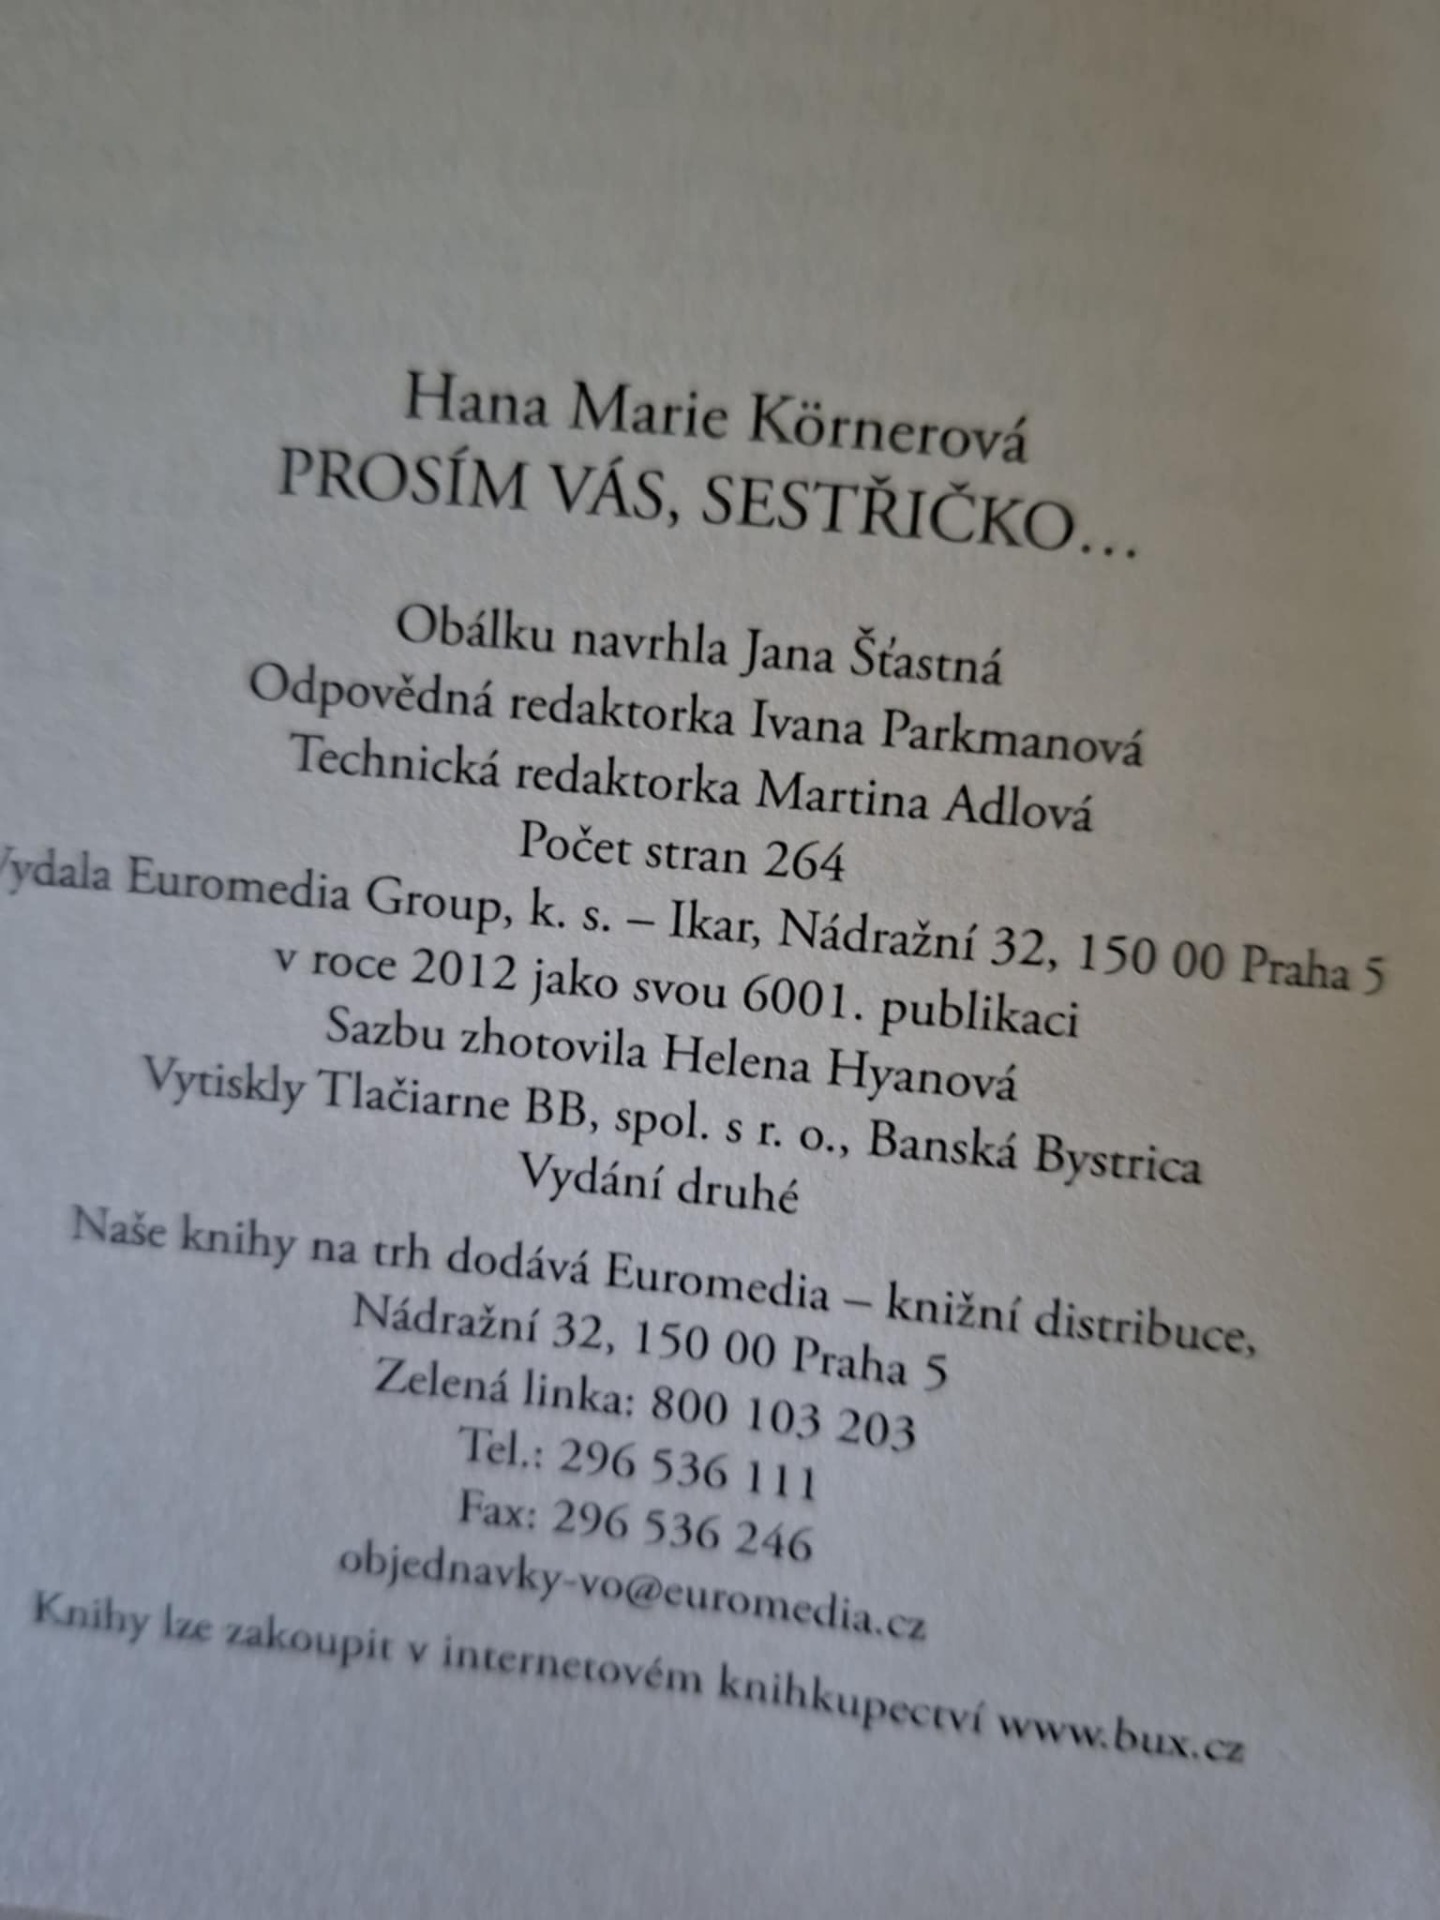 Hana Marie Körnerová
PROSÍM VÁS, SESTŘIČKO…
Obálku navrhla Jana Šťastná
Odpovědná redaktorka Ivana Parkmanová
Technická redaktorka Martina Adlová
Počet stran 264
Vydala Euromedia Group, k. s. – Ikar, Nádražní 32, 150 00 Praha 5
v roce 2012 jako svou 6001. publikaci
Sazbu zhotovila Helena Hyanová
Vytiskly Tlačiarne BB, spol. s r. o., Banská Bystrica
Vydání druhé
Naše knihy na trh dodává Euromedia – knižní distribuce,
Nádražní 32, 150 00 Praha 5
Zelená linka: 800 103 203
Tel.: 296 536 111
Fax: 296 536 246
objednavky-vo@euromedia.cz
Knihy lze zakoupit v internetovém knihkupectví www.bux.cz